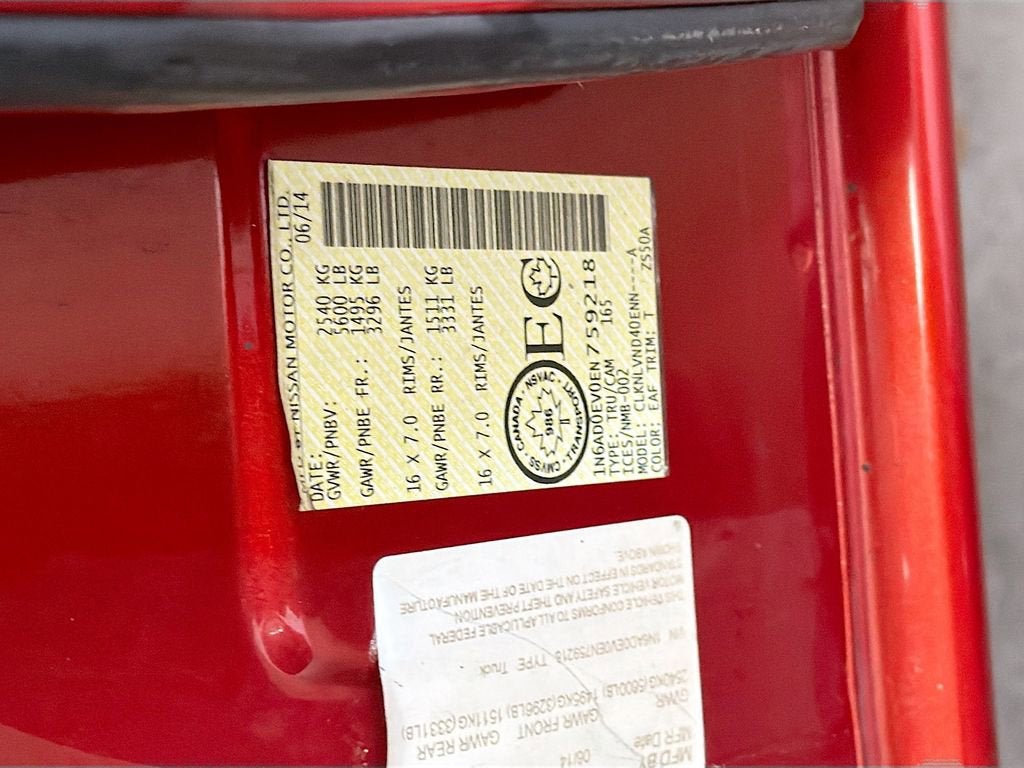 MFD BY NISSAN MOTOR CO., LTD.
DATE: 06/14
GVWR/PNBV: 2540 KG
5600 LB
GAWR/PNBE FR.: 1495 KG
3296 LB
16 X 7.0 RIMS/JANTES
GAWR/PNBE RR.: 1511 KG
3331 LB
16 X 7.0 RIMS/JANTES
CANADA · NSVAC · TRANSPORT · CMVSS
986
EC
1N6AD0EV0EN759218
TYPE: TRU/CAM 165
TCES/NMB-002
MODEL: CLKNLVND40ENN----A
COLOR: EAF TRIM: T ZS50A
MFD BY
MFR Date 06/14
GVWR GAWR FRONT GAWR REAR
2540KG(5600LB) 1495KG(3296LB) 1511KG(3331LB)
VIN 1N6AD0EV0EN759218 TYPE Truck
THIS VEHICLE CONFORMS TO ALL APLICABLE FEDERAL
MOTOR VEHICLE SAFETY AND THEFT PREVENTION
STANDARDS IN EFFECT ON THE DATE OF THE MANUFACTURE
SHOWN ABOVE.